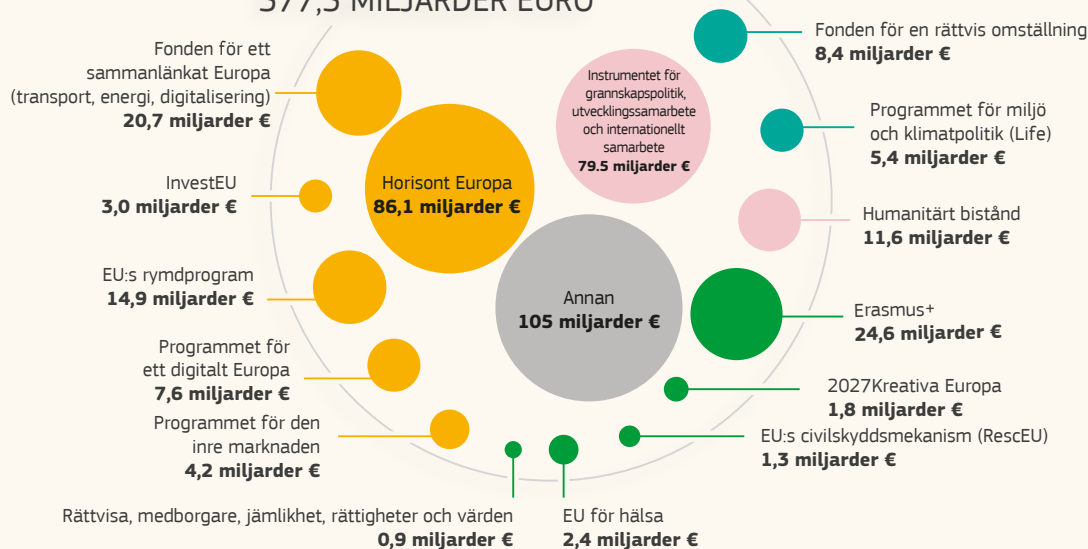 377,5 MILJARDER EURO
Fonden för ett
sammanlänkat Europa
(transport, energi, digitalisering)
20,7 miljarder €
InvestEU
3,0 miljarder €
EU:s rymdprogram
14,9 miljarder €
Programmet för
ett digitalt Europa
7,6 miljarder €
Programmet för den
inre marknaden
4,2 miljarder €
Horisont Europa
86,1 miljarder €
Instrumentet för
grannskapspolitik,
utvecklingssamarbete
och internationellt
samarbete
79.5 miljarder €
Annan
105 miljarder €
Fonden för en rättvis omställning
8,4 miljarder €
Programmet för miljö
och klimatpolitik (Life)
5,4 miljarder €
Humanitärt bistånd
11,6 miljarder €
Erasmus+
24,6 miljarder €
2027Kreativa Europa
1,8 miljarder €
EU:s civilskyddsmekanism (RescEU)
1,3 miljarder €
Rättvisa, medborgare, jämlikhet, rättigheter och värden
0,9 miljarder €
EU för hälsa
2,4 miljarder €